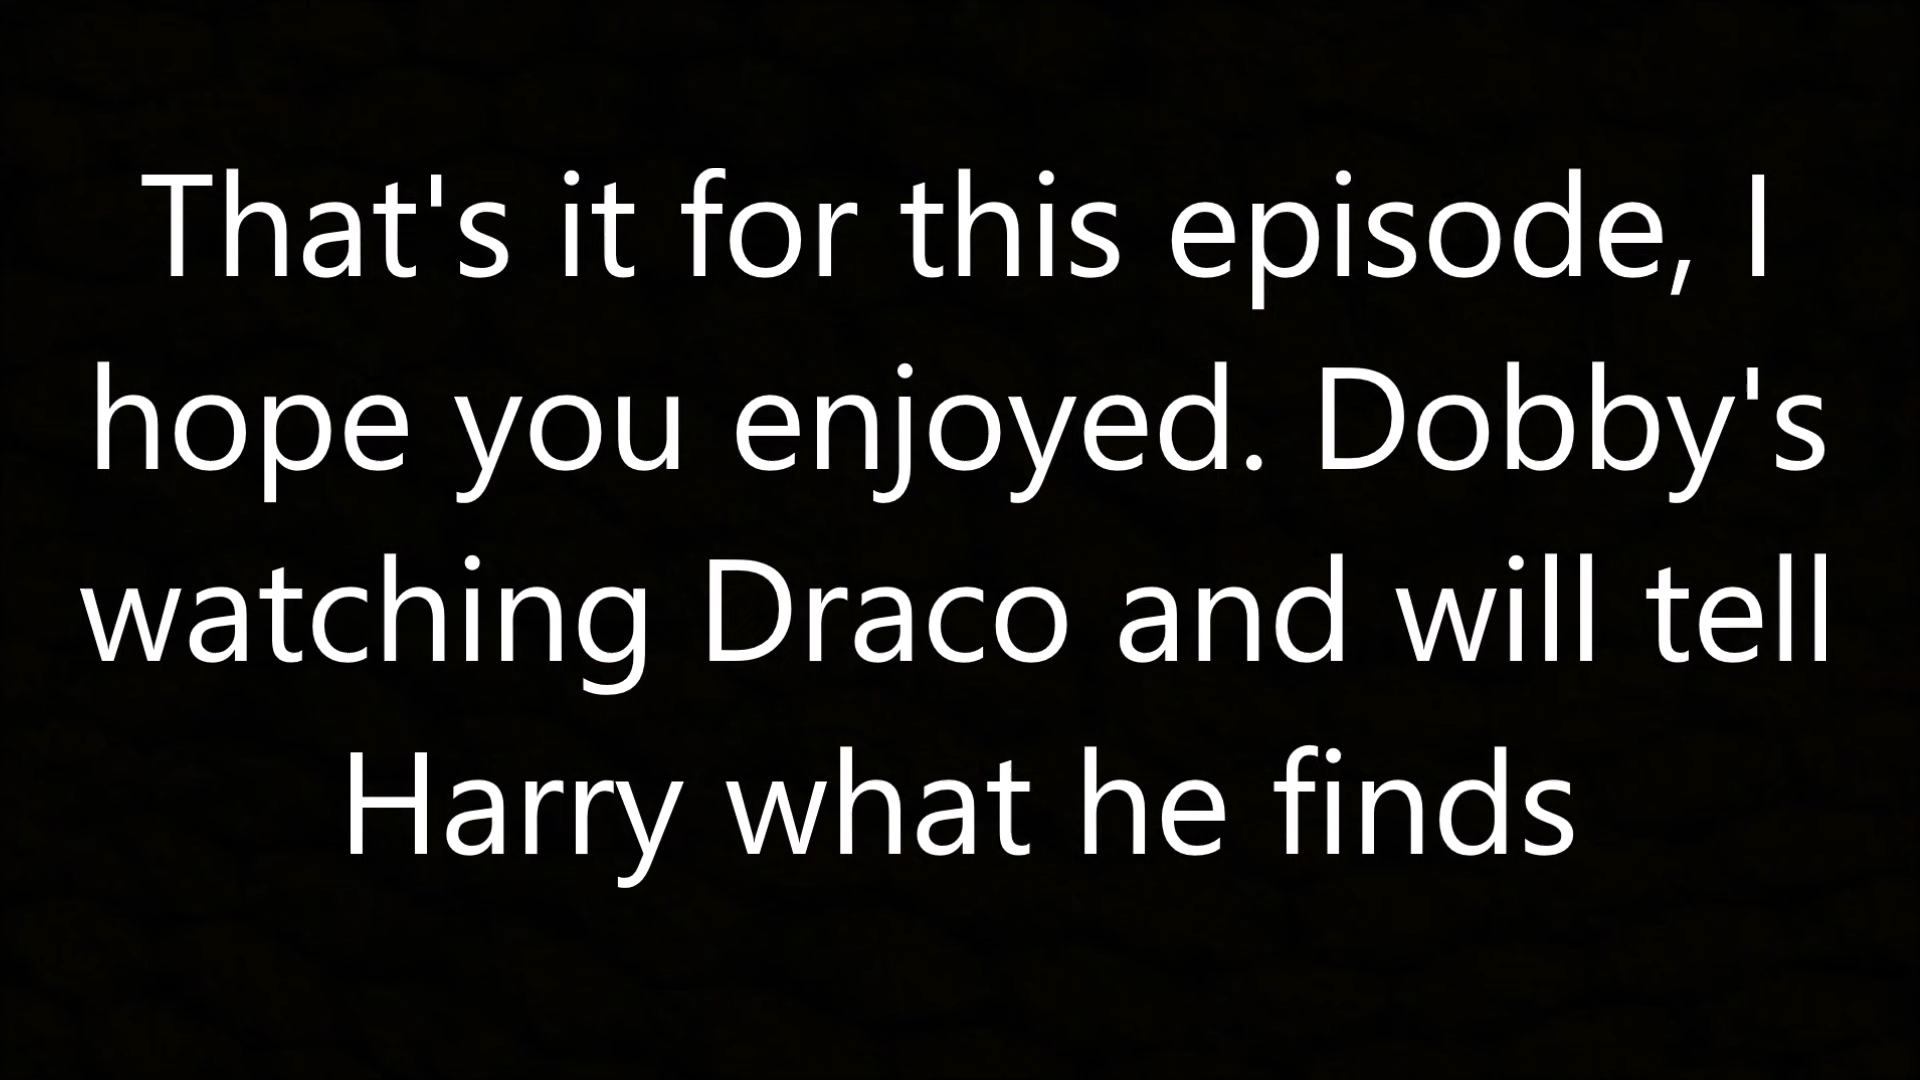 That's it for this episode, I
hope you enjoyed. Dobby's
watching Draco and will tell
Harry what he finds